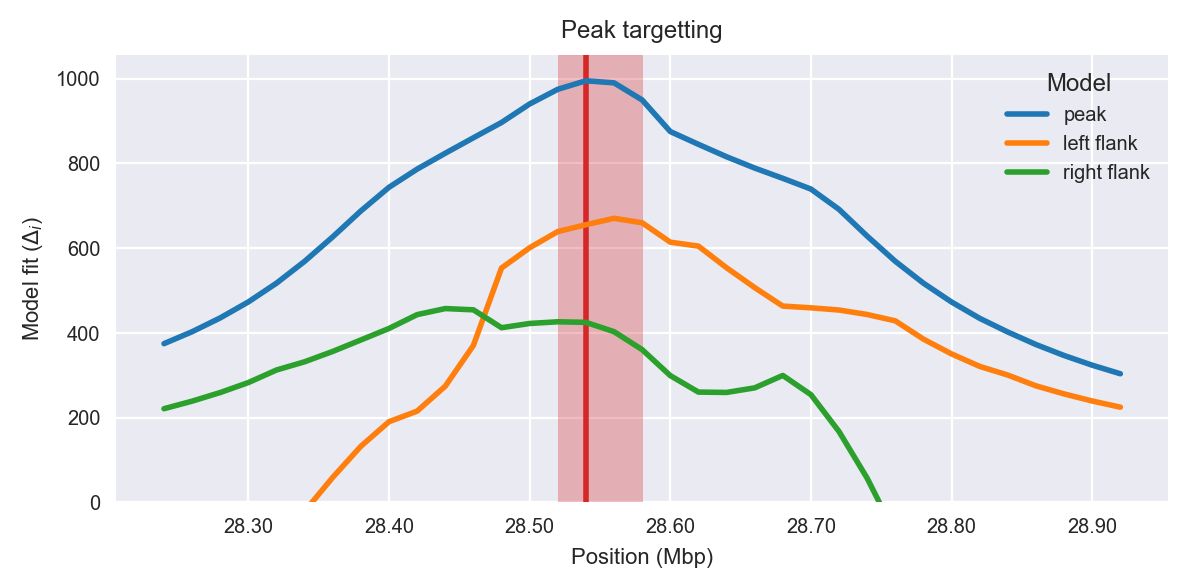 Peak targetting
Model fit (Δi)
1000
800
600
400
200
0
Model
peak
left flank
right flank
28.30 28.40 28.50 28.60 28.70 28.80 28.90
Position (Mbp)